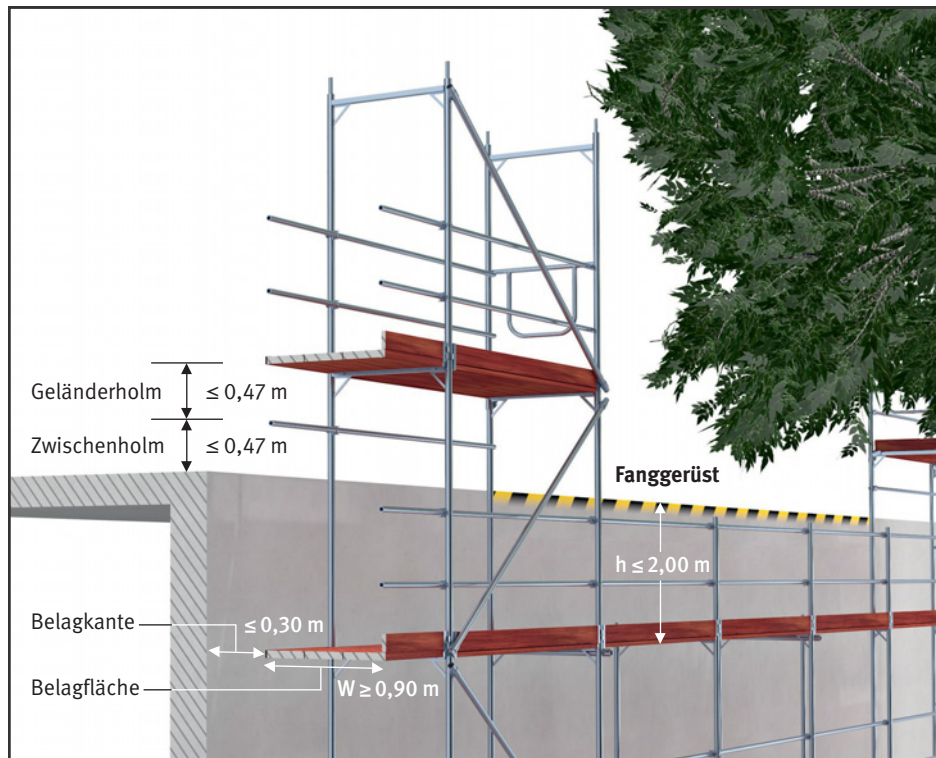 Geländerholm ≤ 0,47 m
Zwischenholm ≤ 0,47 m
Fanggerüst
h ≤ 2,00 m
Belagkante ≤ 0,30 m
Belagfläche W ≥ 0,90 m